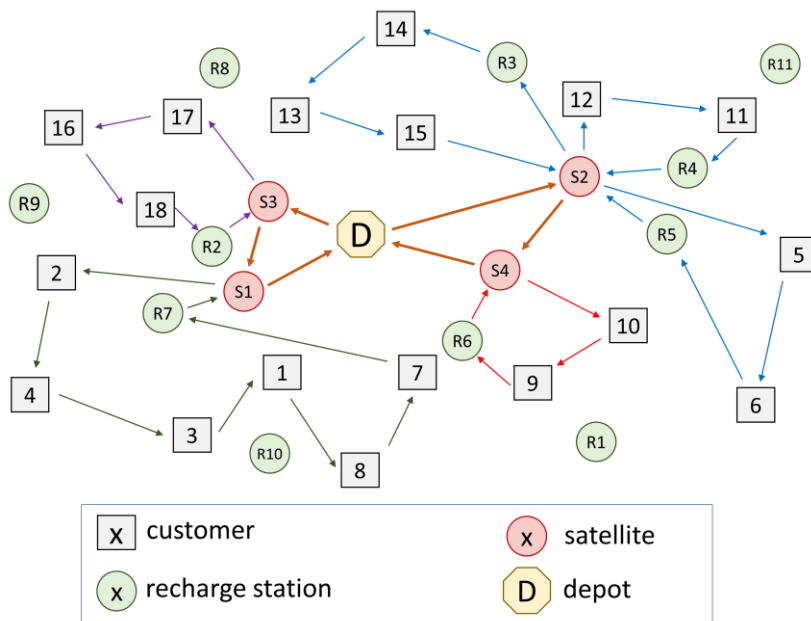 14
R3
R8
R11
12
11
13
17
16
15
R4
S2
R9
18
S3
R2
D
R5
5
2
S1
S4
R7
10
R6
1
7
9
4
6
3
R10
8
R1
x customer
x satellite
x recharge station
D depot